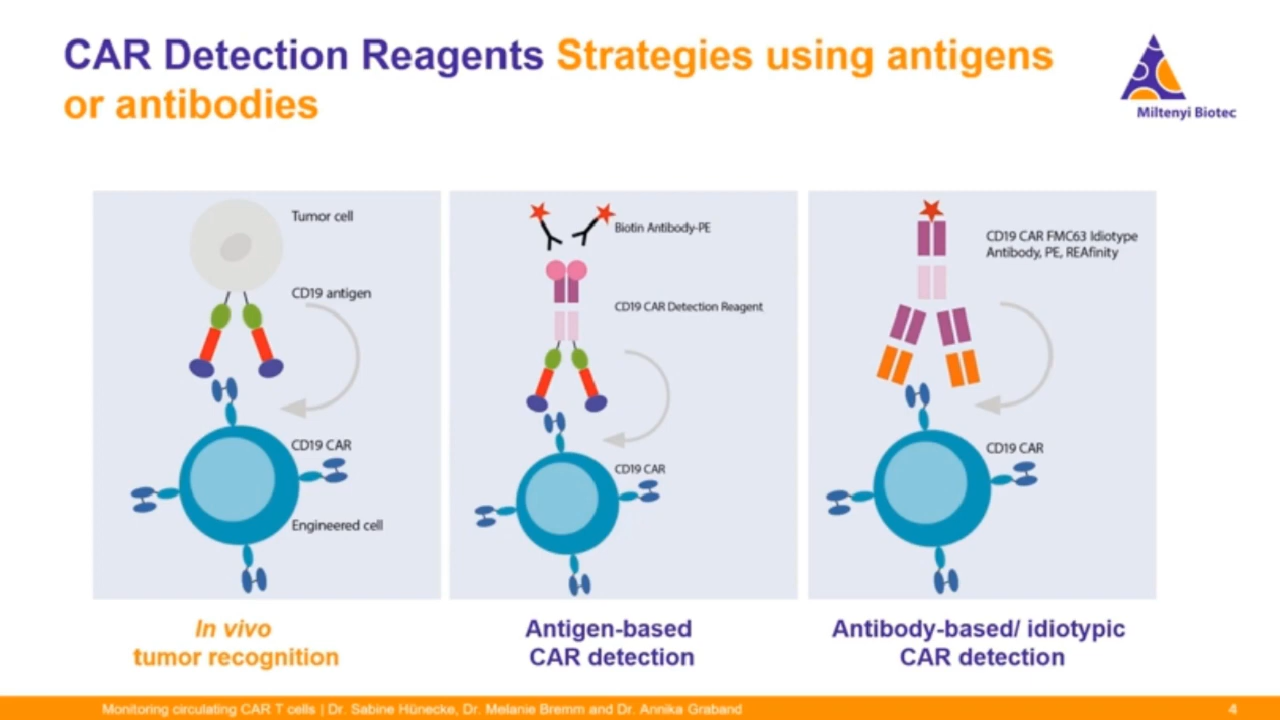 CAR Detection Reagents Strategies using antigens
or antibodies
Miltenyi Biotec
Tumor cell
CD19 antigen
CD19 CAR
Engineered cell
Biotin Antibody-PE
CD19 CAR Detection Reagent
CD19 CAR
CD19 CAR FMC63 Idiotype
Antibody, PE, REAfinity
CD19 CAR
In vivo
tumor recognition
Antigen-based
CAR detection
Antibody-based/ idiotypic
CAR detection
Monitoring circulating CAR T cells | Dr. Sabine Hünecke, Dr. Melanie Bremm and Dr. Annika Graband
4